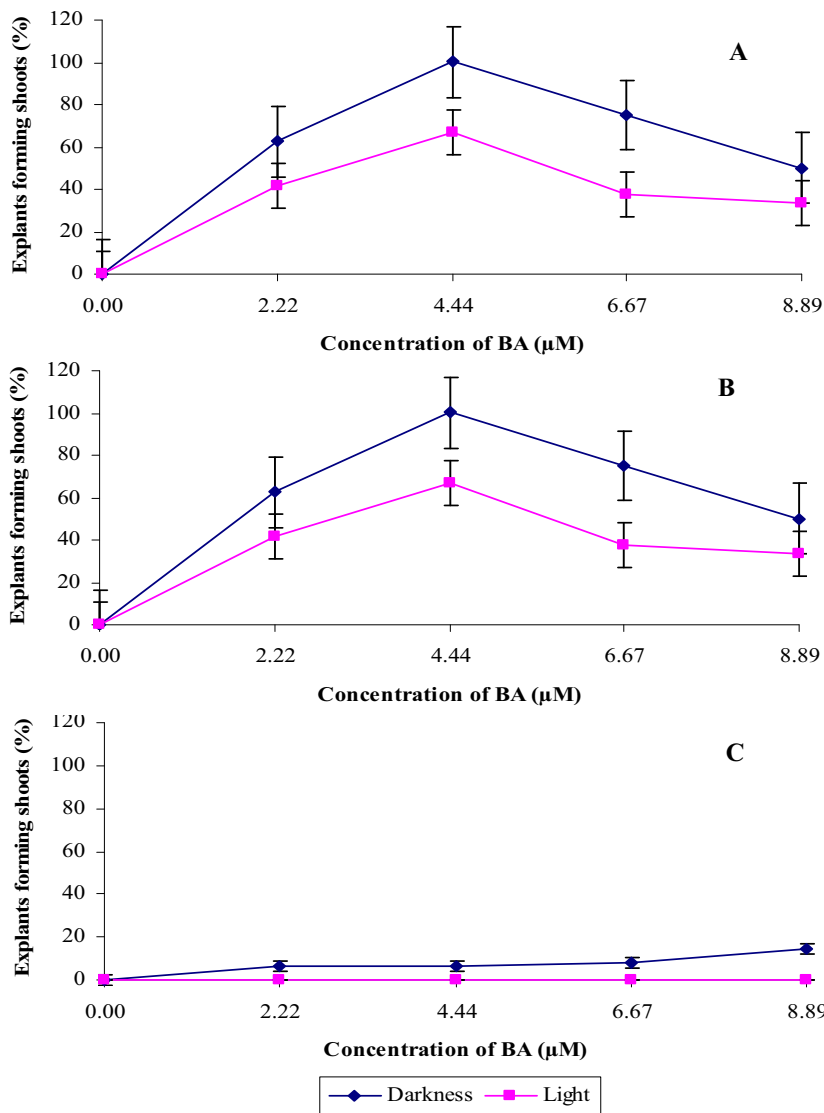 A
Explants forming shoots (%)
120
100
80
60
40
20
0
0.00 2.22 4.44 6.67 8.89
Concentration of BA (µM)
B
Explants forming shoots (%)
120
100
80
60
40
20
0
0.00 2.22 4.44 6.67 8.89
Concentration of BA (µM)
C
Explants forming shoots (%)
120
100
80
60
40
20
0
0.00 2.22 4.44 6.67 8.89
Concentration of BA (µM)
Darkness Light